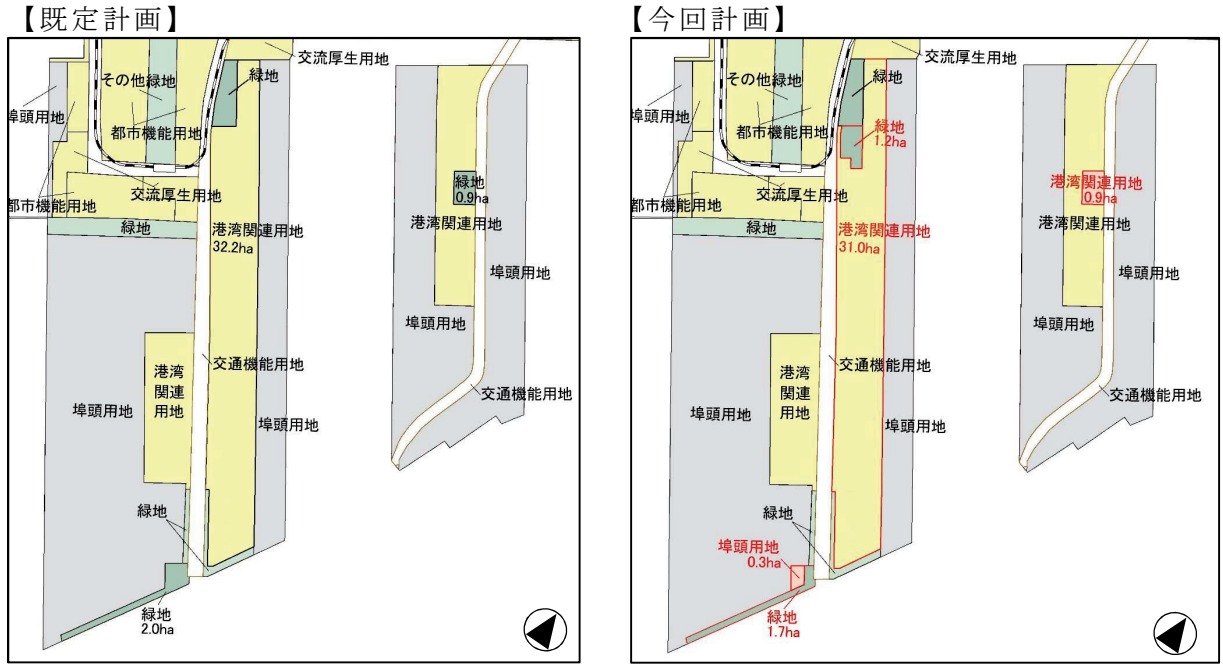 【既定計画】
交流厚生用地
その他緑地
緑地
埠頭用地
都市機能用地
緑地
0.9ha
交流厚生用地
都市機能用地
緑地
港湾関連用地
32.2ha
港湾関連用地
埠頭用地
埠頭用地
交通機能用地
港湾
関連
用地
交通機能用地
埠頭用地
埠頭用地
緑地
緑地
2.0ha
【今回計画】
交流厚生用地
その他緑地
緑地
埠頭用地
都市機能用地
緑地
1.2ha
港湾関連用地
0.9ha
交流厚生用地
都市機能用地
緑地
港湾関連用地
31.0ha
港湾関連用地
埠頭用地
埠頭用地
交通機能用地
港湾
関連
用地
交通機能用地
埠頭用地
埠頭用地
緑地
埠頭用地
0.3ha
緑地
1.7ha